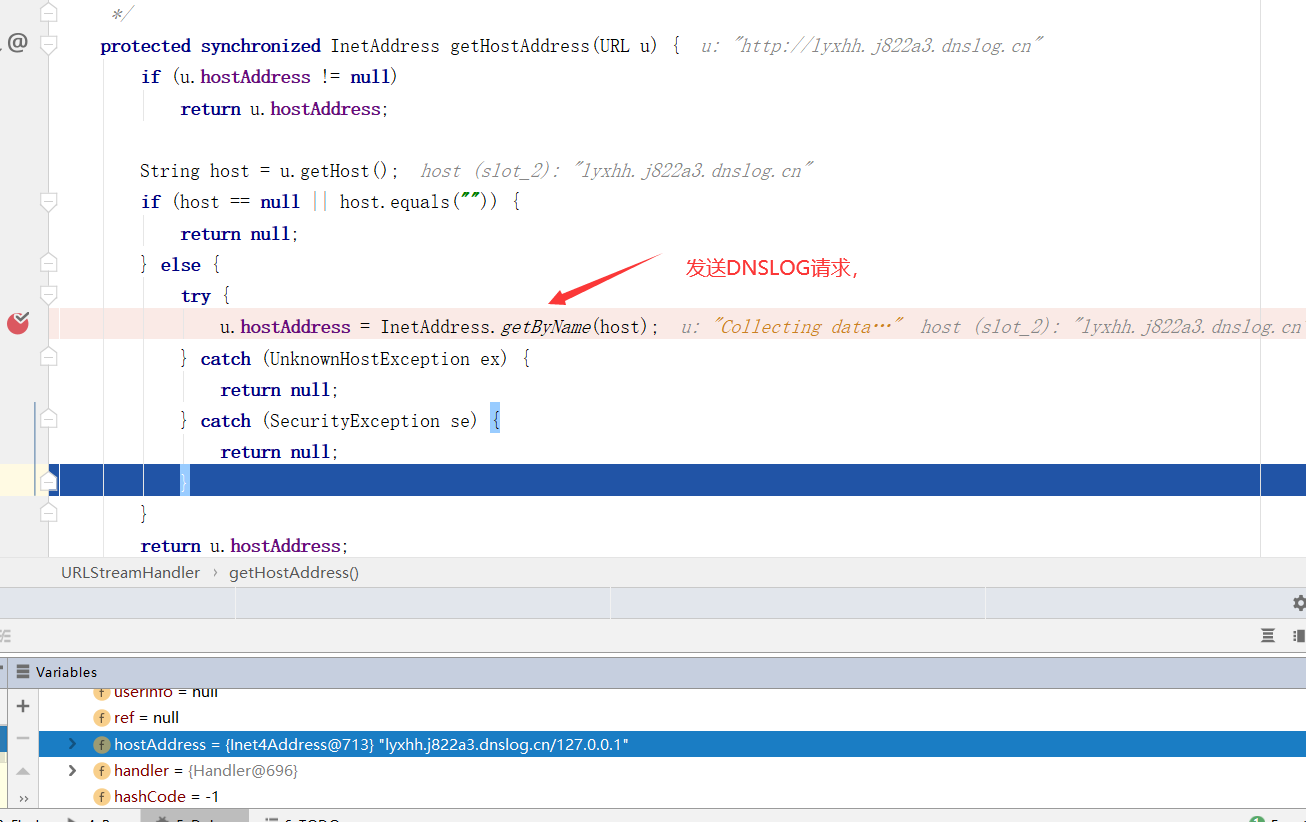 */
@
protected synchronized InetAddress getHostAddress(URL u) {  u: "http://lyxhh.j822a3.dnslog.cn"
if (u.hostAddress != null)
return u.hostAddress;
String host = u.getHost();  host (slot_2): "lyxhh.j822a3.dnslog.cn"
if (host == null || host.equals("")) {
return null;
} else {
发送DNSLOG请求，
try {
u.hostAddress = InetAddress.getByName(host);  u: "Collecting data…"  host (slot_2): "lyxhh.j822a3.dnslog.cn
} catch (UnknownHostException ex) {
return null;
} catch (SecurityException se) {
return null;
}
}
return u.hostAddress;
URLStreamHandler › getHostAddress()
Variables
f userInfo = null
f ref = null
f hostAddress = {Inet4Address@713} "lyxhh.j822a3.dnslog.cn/127.0.0.1"
f handler = {Handler@696}
f hashCode = -1